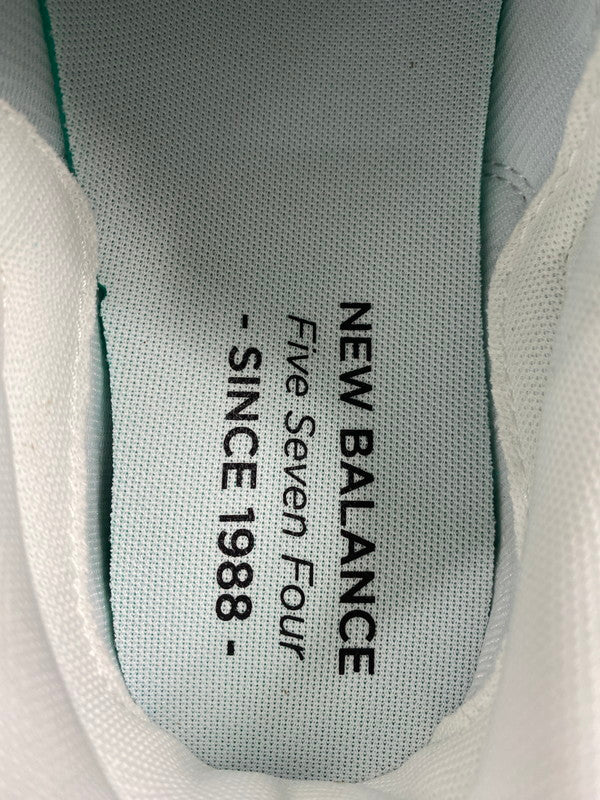 NEW BALANCE
Five Seven Four
- SINCE 1988 -